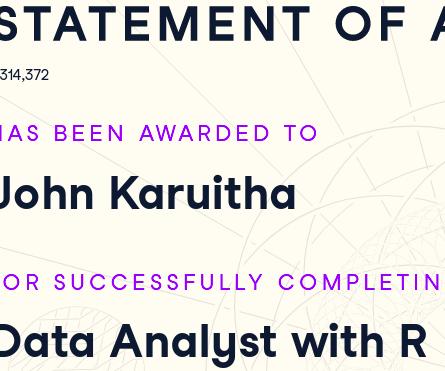 STATEMENT OF A
314,372
HAS BEEN AWARDED TO
John Karuitha
OR SUCCESSFULLY COMPLETIN
Data Analyst with R